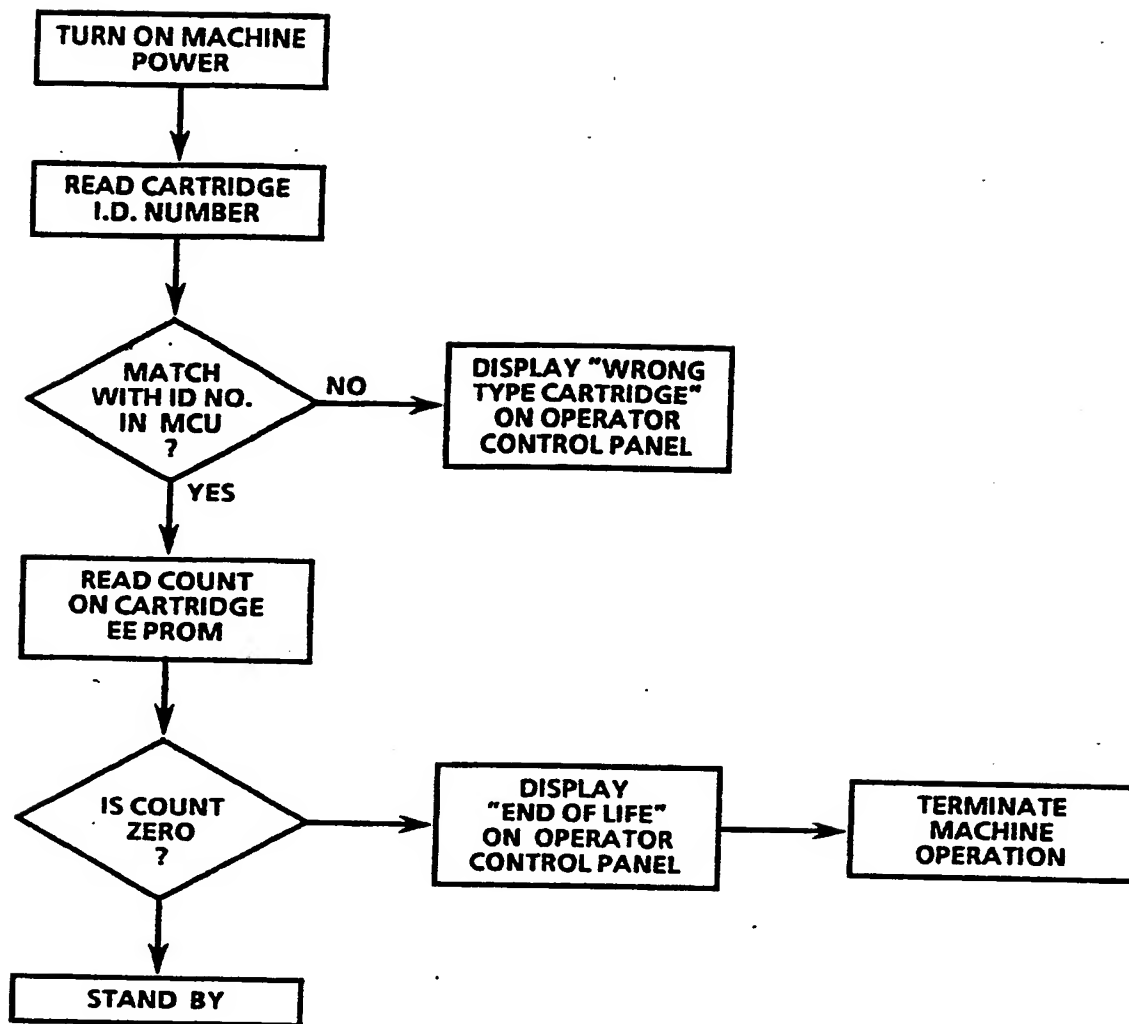 TURN ON MACHINE
POWER
READ CARTRIDGE
I.D. NUMBER
MATCH
WITH ID NO.
IN MCU
?
NO
DISPLAY "WRONG
TYPE CARTRIDGE"
ON OPERATOR
CONTROL PANEL
YES
READ COUNT
ON CARTRIDGE
EE PROM
IS COUNT
ZERO
?
DISPLAY
"END OF LIFE"
ON OPERATOR
CONTROL PANEL
TERMINATE
MACHINE
OPERATION
STAND BY